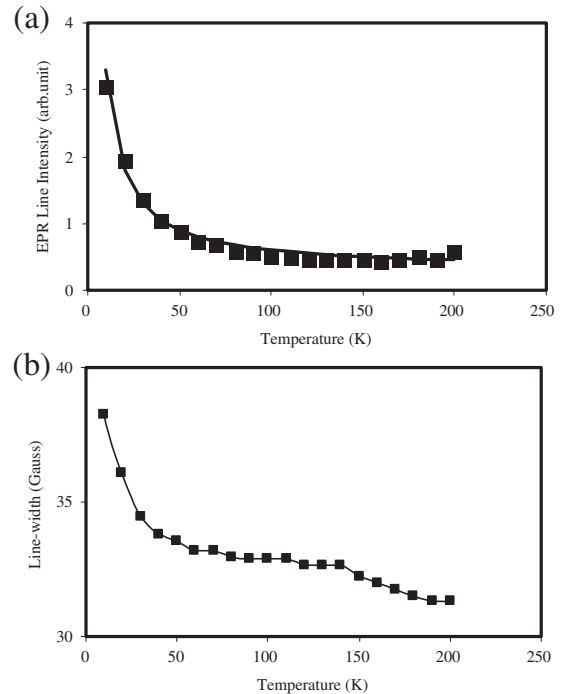 (a)
4
3
2
1
0
EPR Line Intensity (arb.unit)
0 50 100 150 200 250
Temperature (K)
(b)
40
35
30
Line-width (Gauss)
0 50 100 150 200 250
Temperature (K)